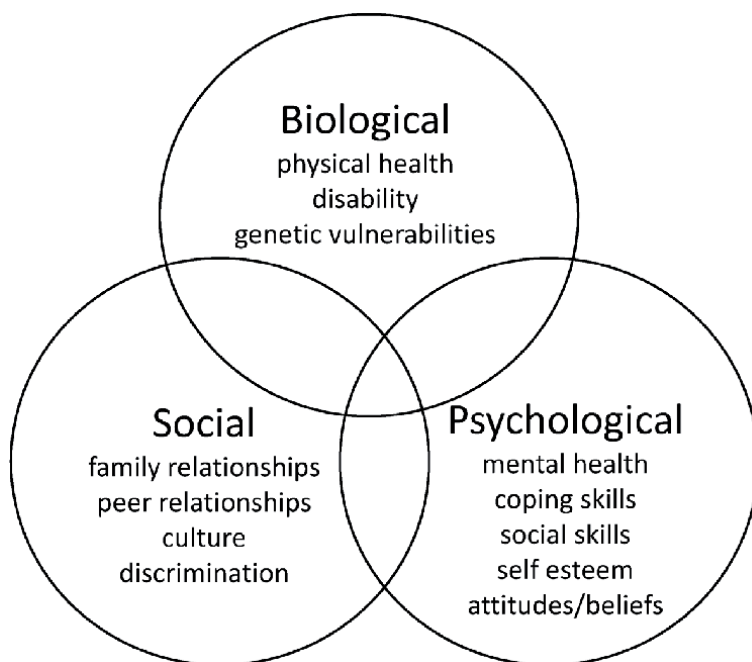 Biological
physical health
disability
genetic vulnerabilities
Social
family relationships
peer relationships
culture
discrimination
Psychological
mental health
coping skills
social skills
self esteem
attitudes/beliefs